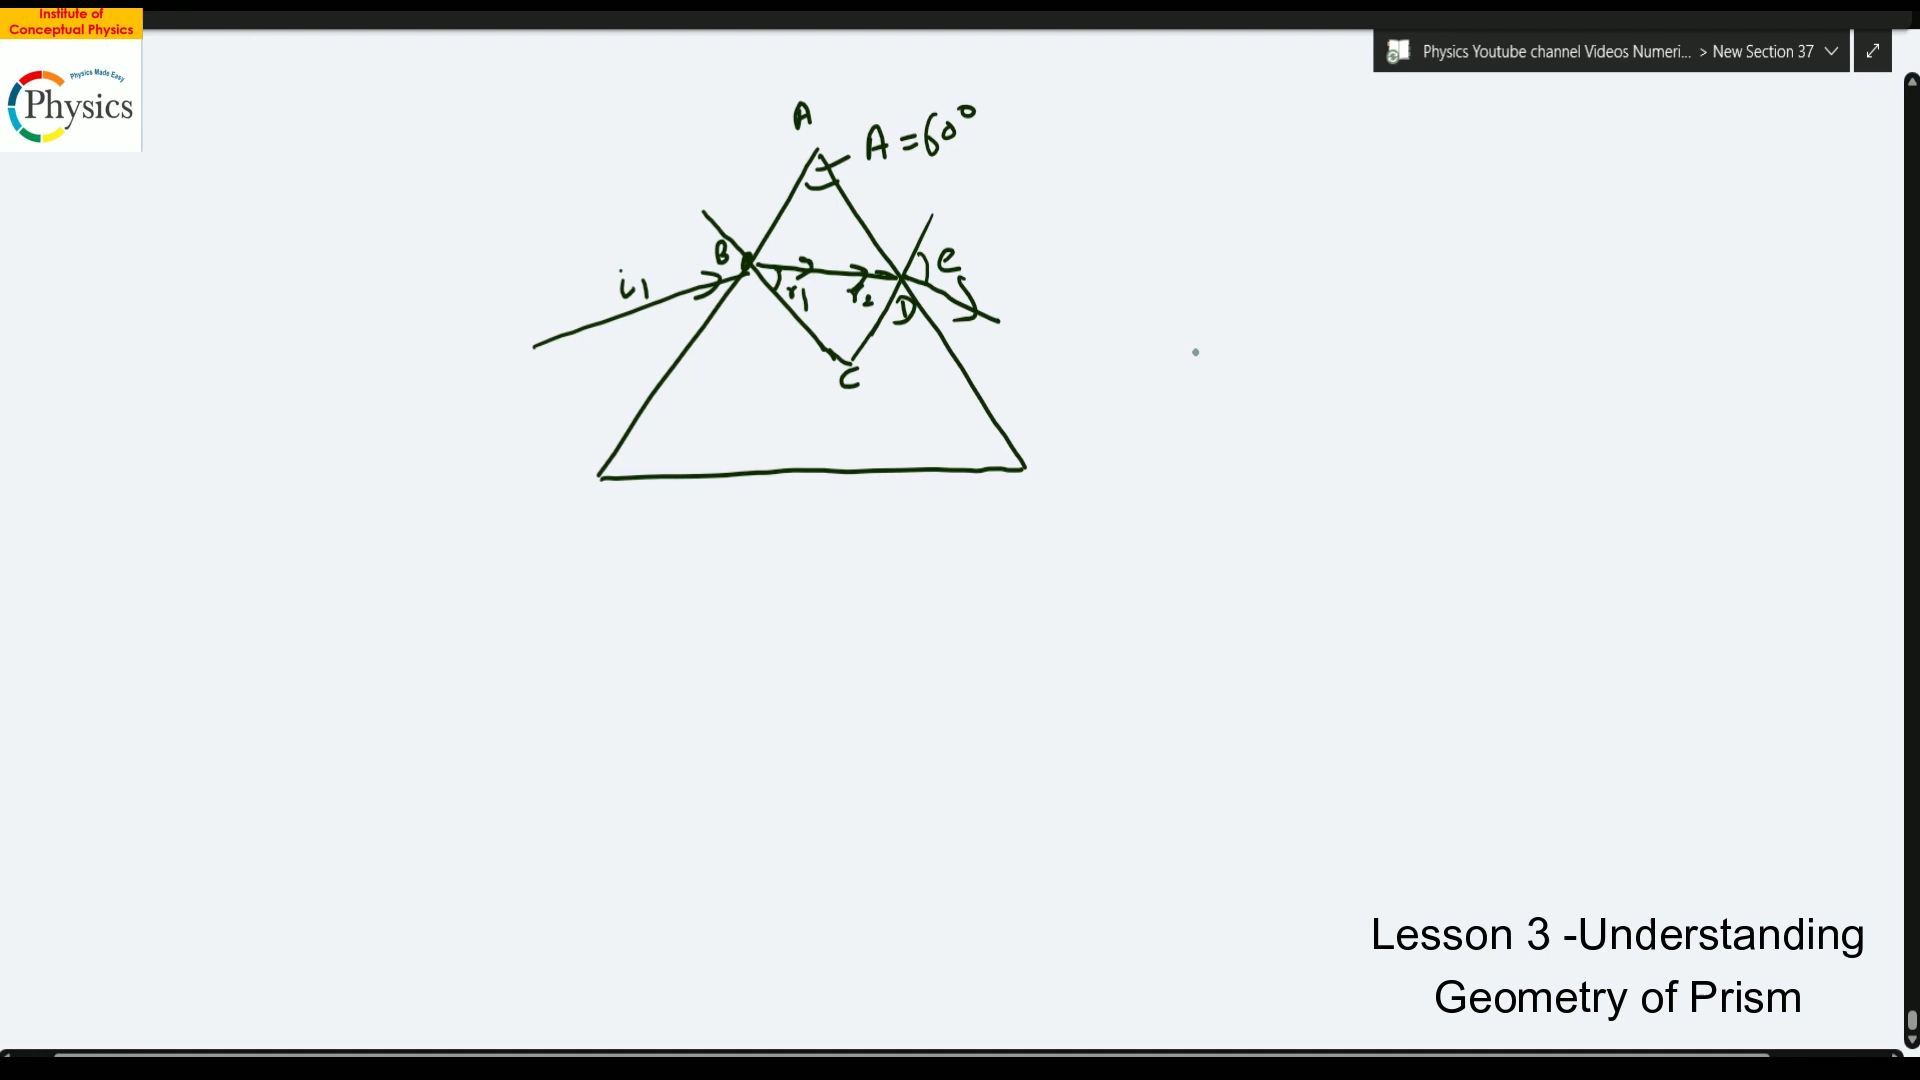 Institute of
Conceptual Physics
Physics Made Easy
Physics
Physics Youtube channel Videos Numeri... > New Section 37
A
A = 60°
B
i1
r1
r2
D
e
C
Lesson 3 -Understanding
Geometry of Prism